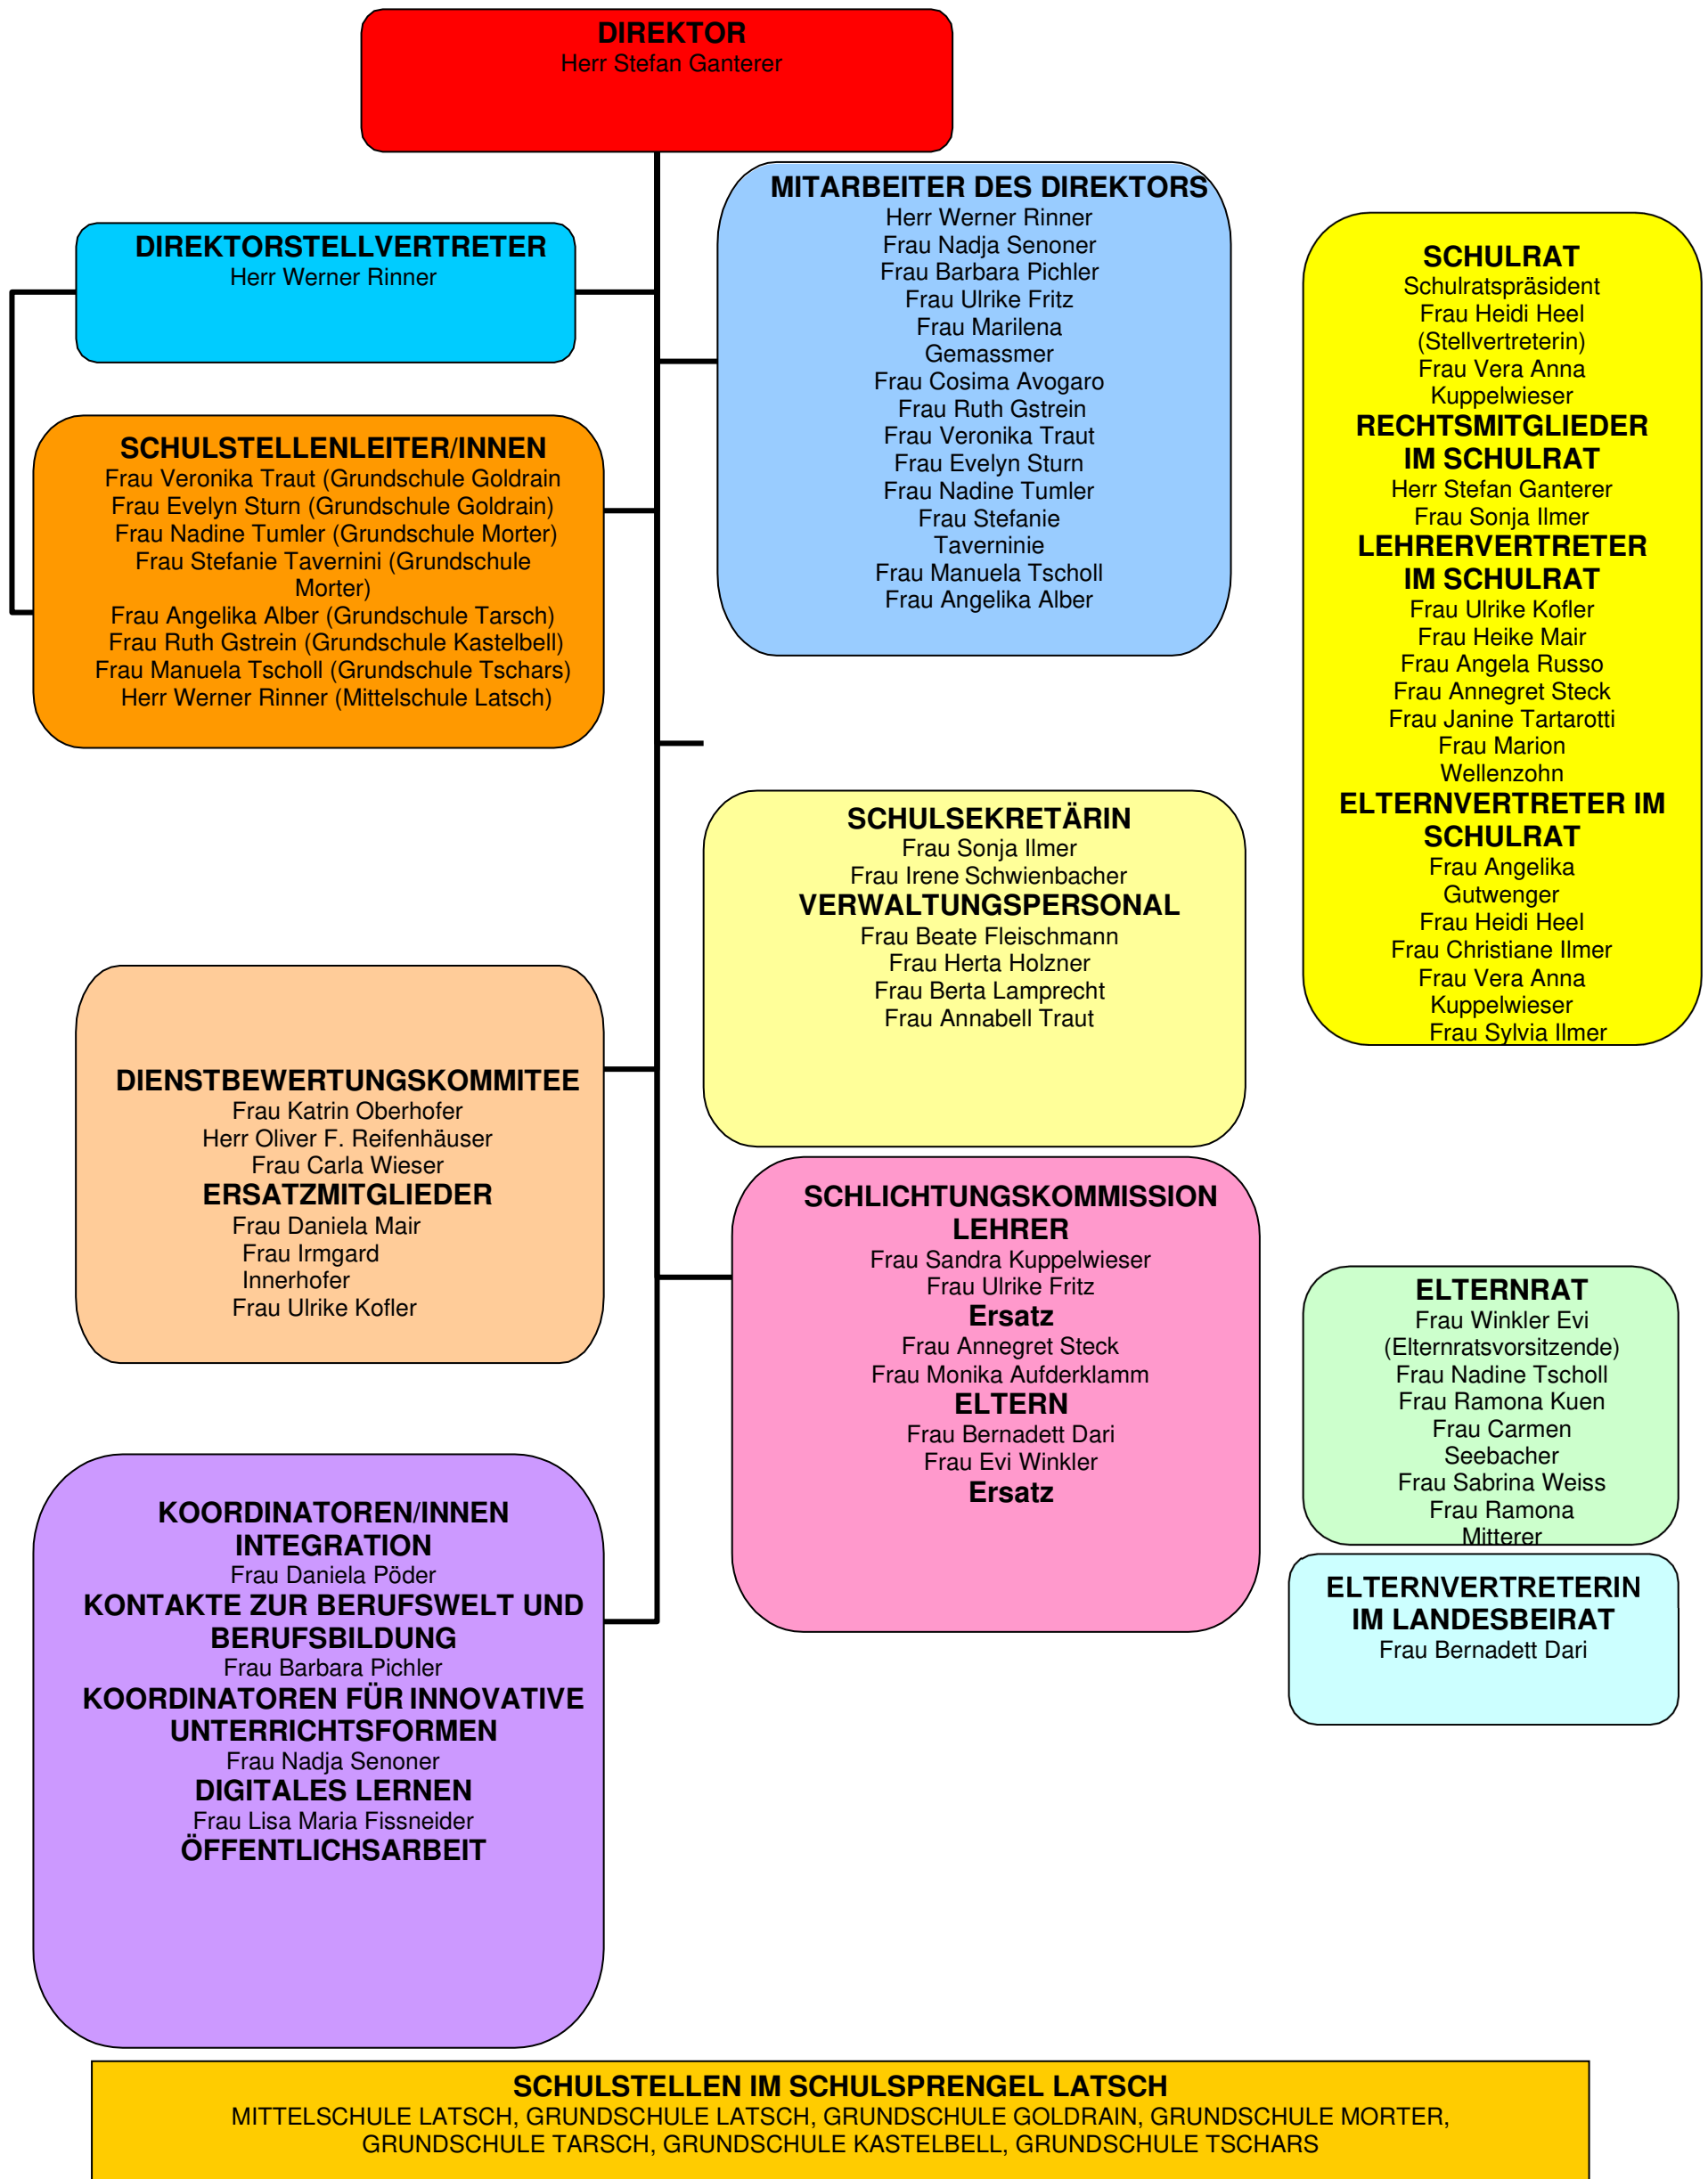 DIREKTOR
Herr Stefan Ganterer
MITARBEITER DES DIREKTORS
Herr Werner Rinner
Frau Nadja Senoner
Frau Barbara Pichler
Frau Ulrike Fritz
Frau Marilena
Gemassmer
Frau Cosima Avogaro
Frau Ruth Gstrein
Frau Veronika Traut
Frau Evelyn Sturn
Frau Nadine Tumler
Frau Stefanie
Taverninie
Frau Manuela Tscholl
Frau Angelika Alber
DIREKTORSTELLVERTRETER
Herr Werner Rinner
SCHULSTELLENLEITER/INNEN
Frau Veronika Traut (Grundschule Goldrain
Frau Evelyn Sturn (Grundschule Goldrain)
Frau Nadine Tumler (Grundschule Morter)
Frau Stefanie Tavernini (Grundschule
Morter)
Frau Angelika Alber (Grundschule Tarsch)
Frau Ruth Gstrein (Grundschule Kastelbell)
Frau Manuela Tscholl (Grundschule Tschars)
Herr Werner Rinner (Mittelschule Latsch)
SCHULRAT
Schulratspräsident
Frau Heidi Heel
(Stellvertreterin)
Frau Vera Anna
Kuppelwieser
RECHTSMITGLIEDER
IM SCHULRAT
Herr Stefan Ganterer
Frau Sonja Ilmer
LEHRERVERTRETER
IM SCHULRAT
Frau Ulrike Kofler
Frau Heike Mair
Frau Angela Russo
Frau Annegret Steck
Frau Janine Tartarotti
Frau Marion
Wellenzohn
ELTERNVERTRETER IM
SCHULRAT
Frau Angelika
Gutwenger
Frau Heidi Heel
Frau Christiane Ilmer
Frau Vera Anna
Kuppelwieser
Frau Sylvia Ilmer
SCHULSEKRETÄRIN
Frau Sonja Ilmer
Frau Irene Schwienbacher
VERWALTUNGSPERSONAL
Frau Beate Fleischmann
Frau Herta Holzner
Frau Berta Lamprecht
Frau Annabell Traut
DIENSTBEWERTUNGSKOMMITEE
Frau Katrin Oberhofer
Herr Oliver F. Reifenhäuser
Frau Carla Wieser
ERSATZMITGLIEDER
Frau Daniela Mair
Frau Irmgard
Innerhofer
Frau Ulrike Kofler
SCHLICHTUNGSKOMMISSION
LEHRER
Frau Sandra Kuppelwieser
Frau Ulrike Fritz
Ersatz
Frau Annegret Steck
Frau Monika Aufderklamm
ELTERN
Frau Bernadett Dari
Frau Evi Winkler
Ersatz
ELTERNRAT
Frau Winkler Evi
(Elternratsvorsitzende)
Frau Nadine Tscholl
Frau Ramona Kuen
Frau Carmen
Seebacher
Frau Sabrina Weiss
Frau Ramona
Mitterer
ELTERNVERTRETERIN
IM LANDESBEIRAT
Frau Bernadett Dari
KOORDINATOREN/INNEN
INTEGRATION
Frau Daniela Pöder
KONTAKTE ZUR BERUFSWELT UND
BERUFSBILDUNG
Frau Barbara Pichler
KOORDINATOREN FÜR INNOVATIVE
UNTERRICHTSFORMEN
Frau Nadja Senoner
DIGITALES LERNEN
Frau Lisa Maria Fissneider
ÖFFENTLICHSARBEIT
SCHULSTELLEN IM SCHULSPRENGEL LATSCH
MITTELSCHULE LATSCH, GRUNDSCHULE LATSCH, GRUNDSCHULE GOLDRAIN, GRUNDSCHULE MORTER,
GRUNDSCHULE TARSCH, GRUNDSCHULE KASTELBELL, GRUNDSCHULE TSCHARS